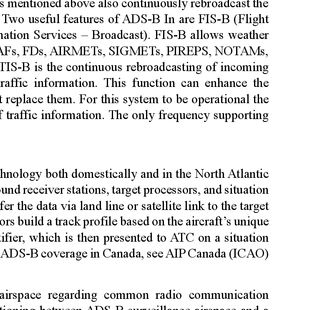 s mentioned above also continuously rebroadcast the
Two useful features of ADS-B In are FIS-B (Flight
nation Services – Broadcast). FIS-B allows weather
AFs, FDs, AIRMETs, SIGMETs, PIREPS, NOTAMs,
TIS-B is the continuous rebroadcasting of incoming
raffic information. This function can enhance the
t replace them. For this system to be operational the
f traffic information. The only frequency supporting
hnology both domestically and in the North Atlantic
und receiver stations, target processors, and situation
fer the data via land line or satellite link to the target
ors build a track profile based on the aircraft's unique
ifier, which is then presented to ATC on a situation
ADS-B coverage in Canada, see AIP Canada (ICAO)
airspace regarding common radio communication